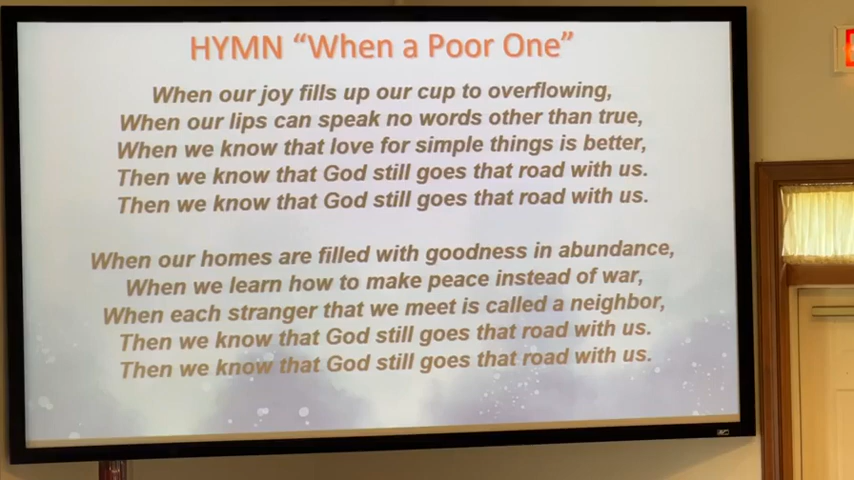 HYMN “When a Poor One”
When our joy fills up our cup to overflowing,
When our lips can speak no words other than true,
When we know that love for simple things is better,
Then we know that God still goes that road with us.
Then we know that God still goes that road with us.
When our homes are filled with goodness in abundance,
When we learn how to make peace instead of war,
When each stranger that we meet is called a neighbor,
Then we know that God still goes that road with us.
Then we know that God still goes that road with us.